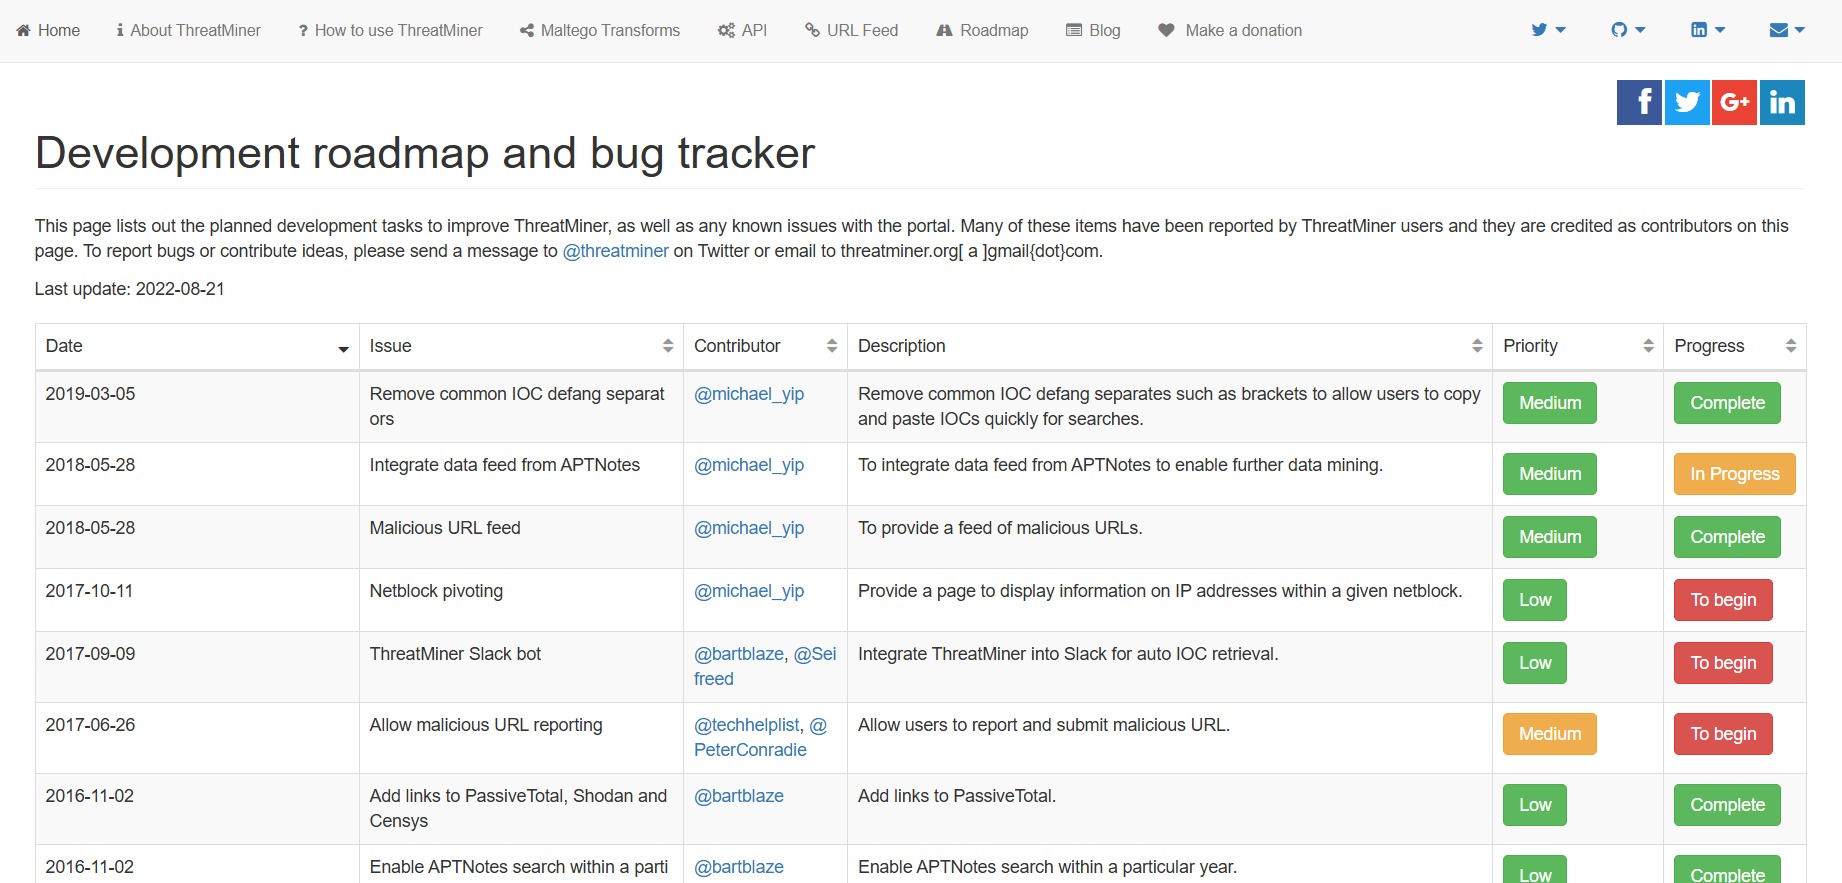 Home About ThreatMiner ? How to use ThreatMiner Maltego Transforms API URL Feed Roadmap Blog Make a donation
f G+ in
Development roadmap and bug tracker
This page lists out the planned development tasks to improve ThreatMiner, as well as any known issues with the portal. Many of these items have been reported by ThreatMiner users and they are credited as contributors on this
page. To report bugs or contribute ideas, please send a message to @threatminer on Twitter or email to threatminer.org[ a ]gmail{dot}com.
Last update: 2022-08-21
Date Issue Contributor Description Priority Progress
2019-03-05 Remove common IOC defang separat @michael_yip Remove common IOC defang separates such as brackets to allow users to copy Medium Complete
ors and paste IOCs quickly for searches.
2018-05-28 Integrate data feed from APTNotes @michael_yip To integrate data feed from APTNotes to enable further data mining. Medium In Progress
2018-05-28 Malicious URL feed @michael_yip To provide a feed of malicious URLs. Medium Complete
2017-10-11 Netblock pivoting @michael_yip Provide a page to display information on IP addresses within a given netblock. Low To begin
2017-09-09 ThreatMiner Slack bot @bartblaze, @Sei Integrate ThreatMiner into Slack for auto IOC retrieval. Low To begin
freed
2017-06-26 Allow malicious URL reporting @techhelplist, @ Allow users to report and submit malicious URL. Medium To begin
PeterConradie
2016-11-02 Add links to PassiveTotal, Shodan and @bartblaze Add links to PassiveTotal. Low Complete
Censys
2016-11-02 Enable APTNotes search within a parti @bartblaze Enable APTNotes search within a particular year. Low Complete